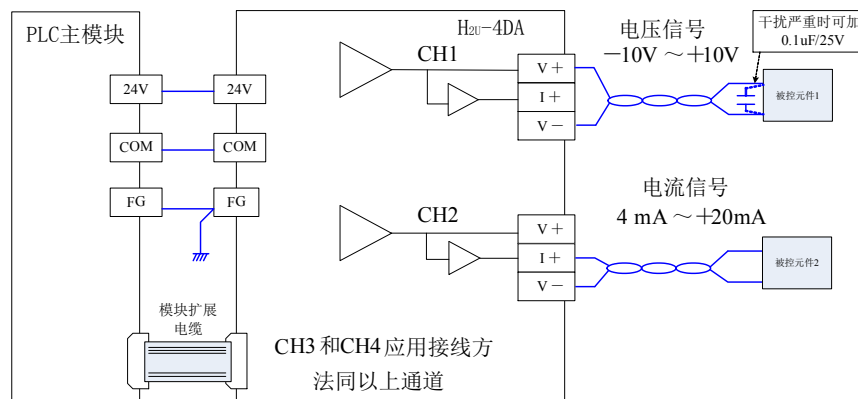 PLC主模块
24V
COM
FG
24V
COM
FG
模块扩展
电缆
H2U-4DA
CH1
V+
I+
V-
电压信号
-10V ~+10V
干扰严重时可加
0.1uF/25V
被控元件1
CH2
V+
I+
V-
电流信号
4 mA ~+20mA
被控元件2
CH3 和CH4 应用接线方
法同以上通道